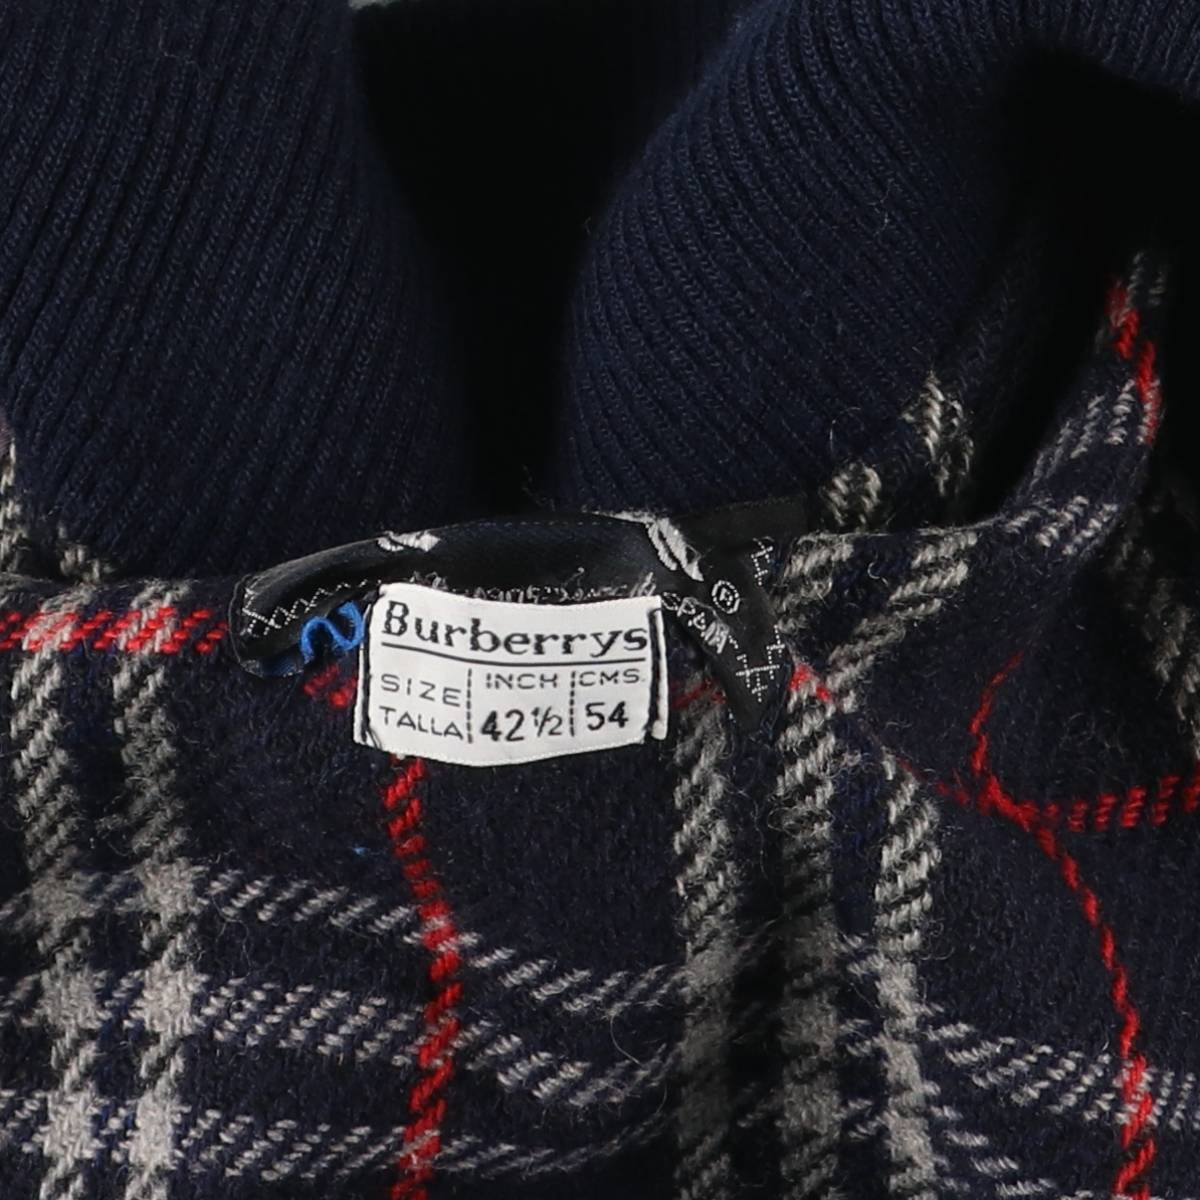 ®
Burberrys
SIZE INCH CMS.
TALLA 42½ 54